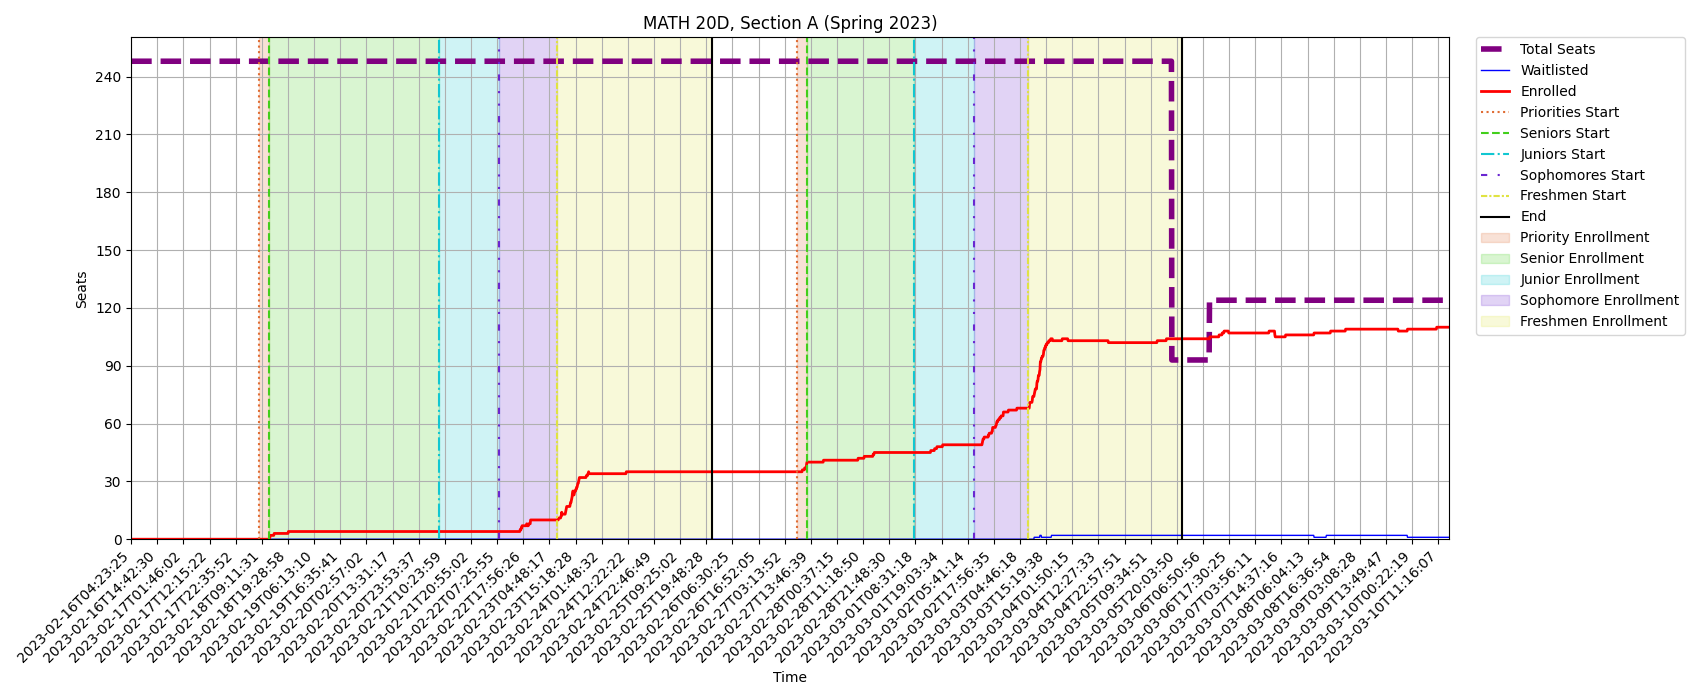 MATH 20D, Section A (Spring 2023)
Total Seats
Waitlisted
Enrolled
Priorities Start
Seniors Start
Juniors Start
Sophomores Start
Freshmen Start
End
Priority Enrollment
Senior Enrollment
Junior Enrollment
Sophomore Enrollment
Freshmen Enrollment
Seats
240
210
180
150
120
90
60
30
0
2023-02-16T04:23:25
2023-02-16T14:42:30
2023-02-17T01:46:02
2023-02-17T12:15:22
2023-02-17T22:35:52
2023-02-18T09:11:31
2023-02-18T19:28:58
2023-02-19T06:13:10
2023-02-19T16:35:41
2023-02-20T02:57:02
2023-02-20T13:31:17
2023-02-20T23:53:37
2023-02-21T10:23:59
2023-02-21T20:55:02
2023-02-22T07:25:55
2023-02-22T17:56:26
2023-02-23T04:48:17
2023-02-23T15:18:28
2023-02-24T01:48:32
2023-02-24T12:22:22
2023-02-24T22:46:49
2023-02-25T09:25:02
2023-02-25T19:48:28
2023-02-26T06:30:25
2023-02-26T16:52:05
2023-02-27T03:13:52
2023-02-27T13:46:39
2023-02-28T00:37:15
2023-02-28T11:18:50
2023-02-28T21:48:30
2023-03-01T08:31:18
2023-03-01T19:03:34
2023-03-02T05:41:14
2023-03-02T17:56:35
2023-03-03T04:46:18
2023-03-03T15:19:38
2023-03-04T01:50:15
2023-03-04T12:27:33
2023-03-04T22:57:51
2023-03-05T09:34:51
2023-03-05T20:03:50
2023-03-06T06:50:56
2023-03-06T17:30:25
2023-03-07T03:56:11
2023-03-07T14:37:16
2023-03-08T06:04:13
2023-03-08T16:36:54
2023-03-09T03:08:28
2023-03-09T13:49:47
2023-03-10T00:22:19
2023-03-10T11:16:07
Time